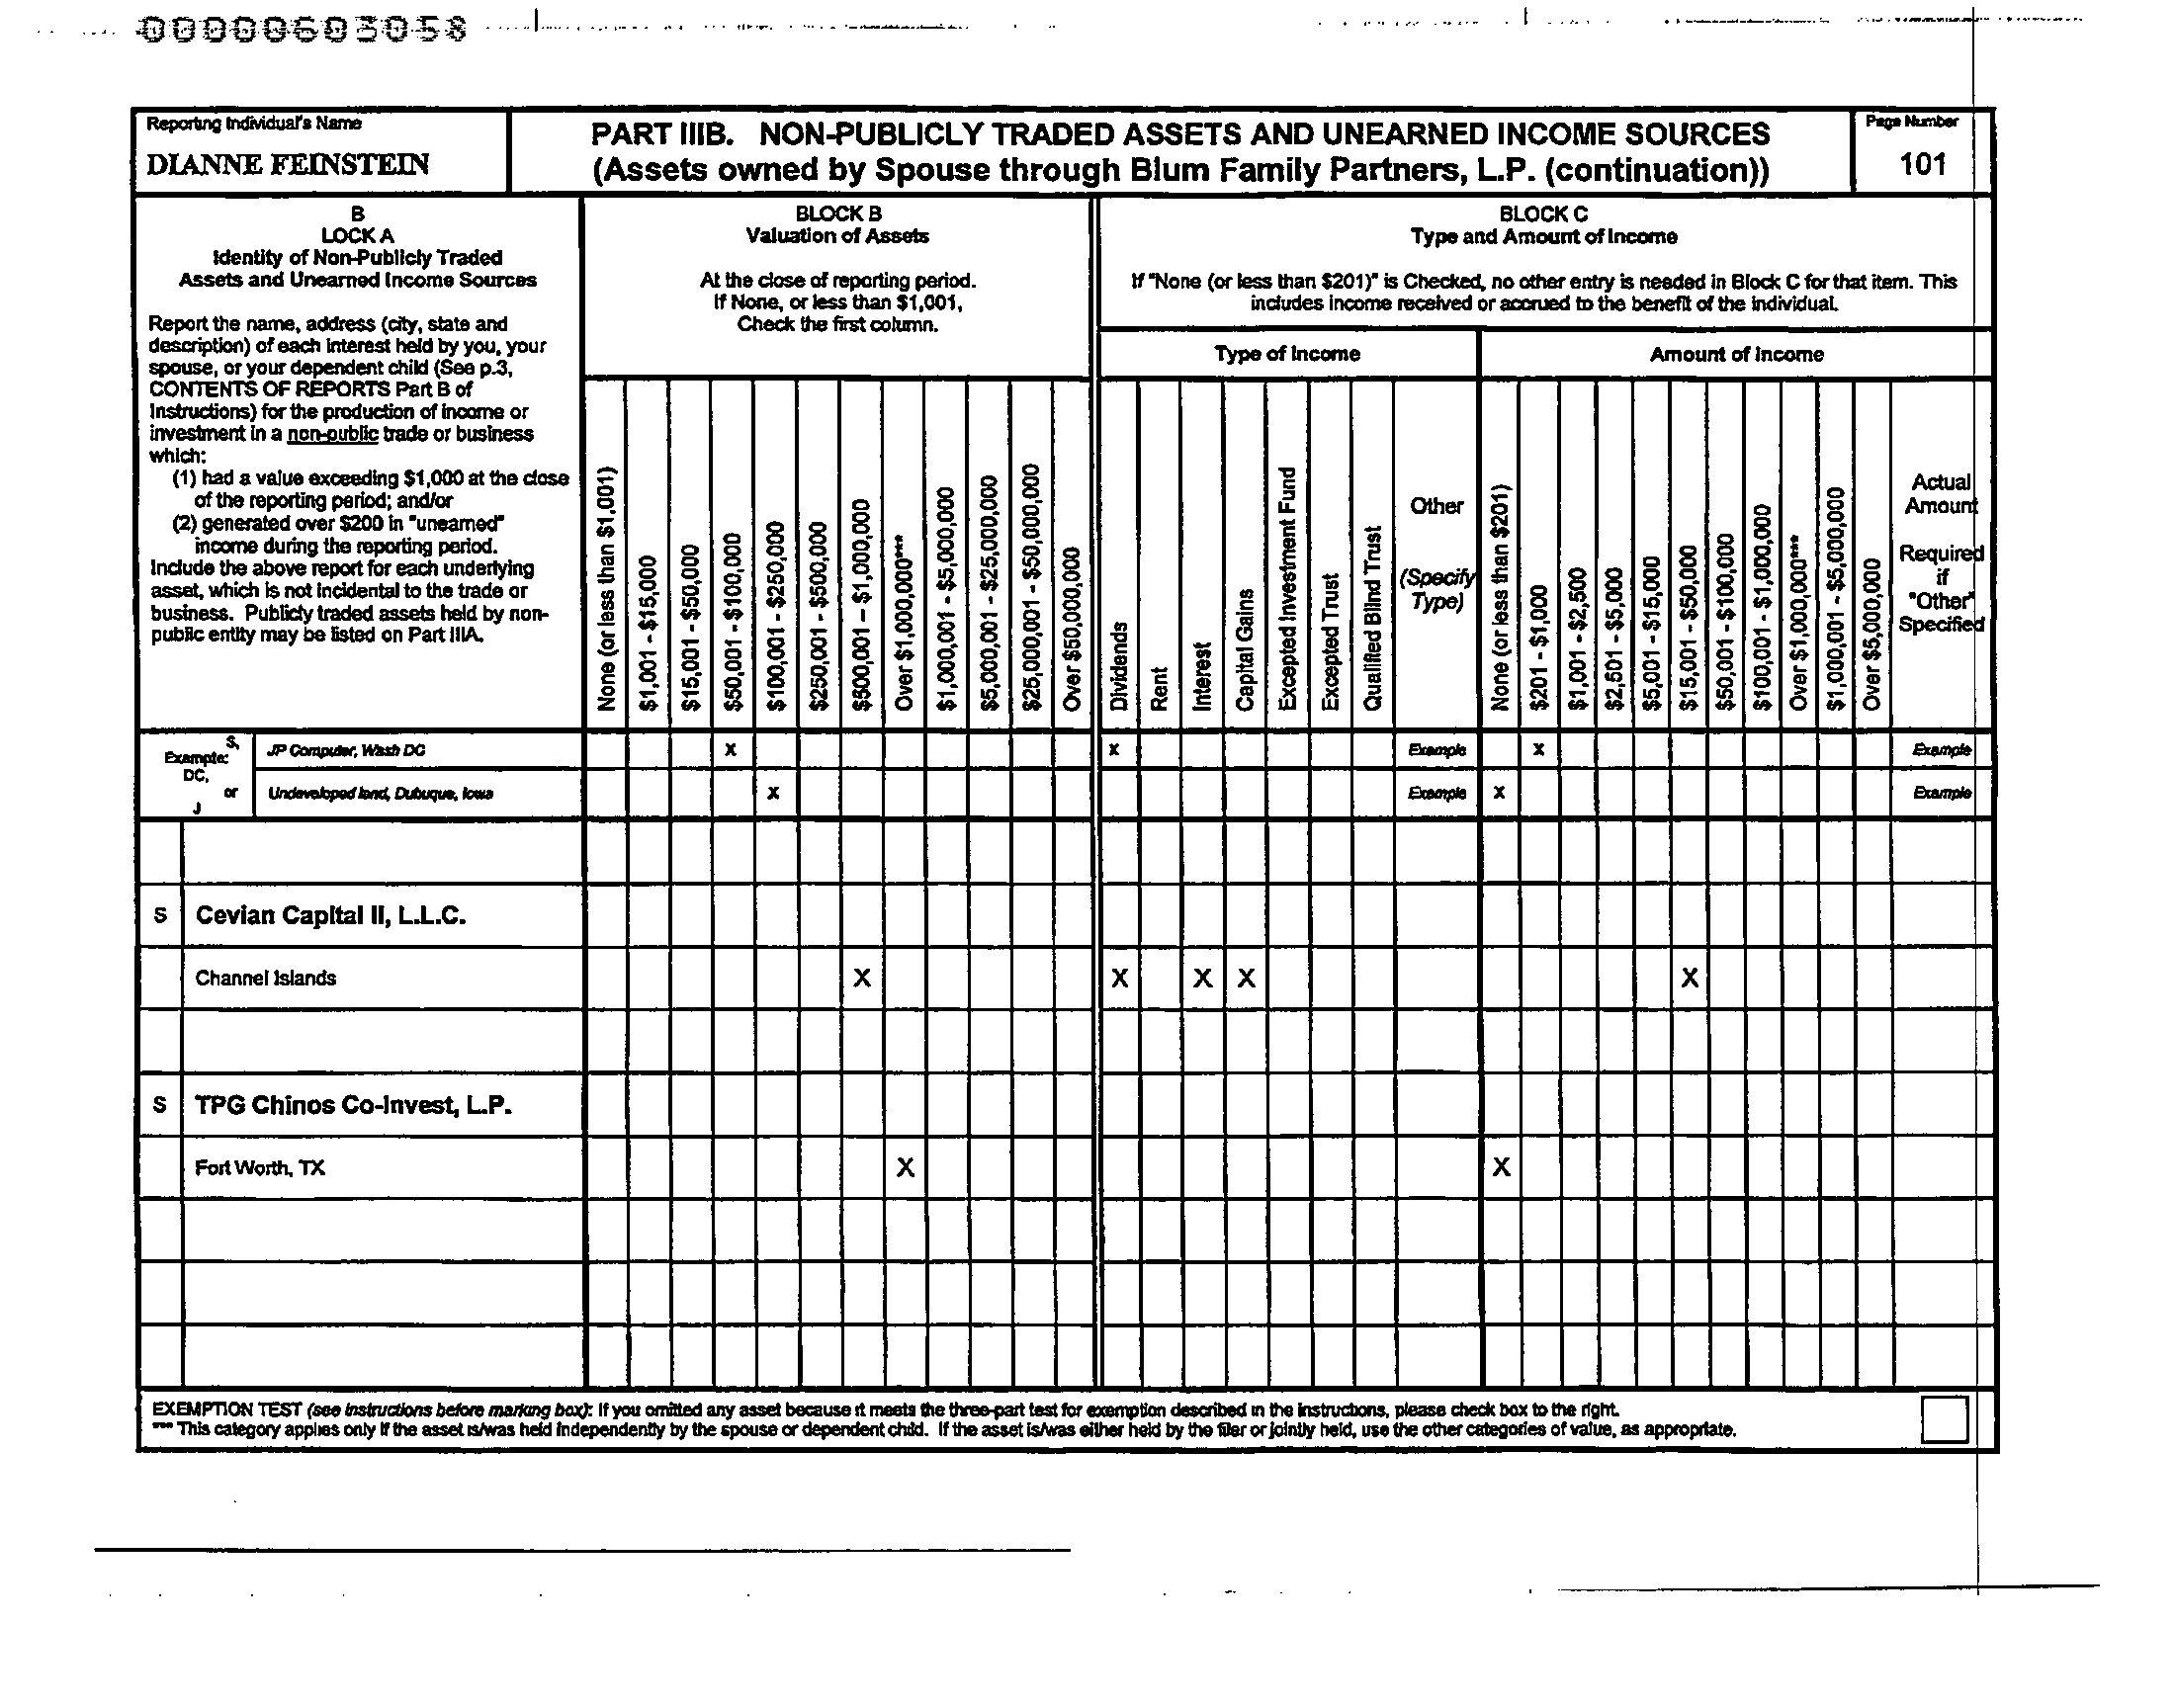 00000603058
Reporting Individual's Name
DIANNE FEINSTEIN
PART IIIB. NON-PUBLICLY TRADED ASSETS AND UNEARNED INCOME SOURCES
(Assets owned by Spouse through Blum Family Partners, L.P. (continuation))
Page Number
101
B
LOCK A
Identity of Non-Publicly Traded
Assets and Unearned Income Sources
Report the name, address (city, state and
description) of each interest held by you, your
spouse, or your dependent child (See p.3,
CONTENTS OF REPORTS Part B of
Instructions) for the production of income or
investment in a non-public trade or business
which:
(1) had a value exceeding $1,000 at the close
of the reporting period; and/or
(2) generated over $200 in "unearned"
income during the reporting period.
Include the above report for each underlying
asset, which is not incidental to the trade or
business. Publicly traded assets held by non-
public entity may be listed on Part IIIA.
BLOCK B
Valuation of Assets
At the close of reporting period.
If None, or less than $1,001,
Check the first column.
None (or less than $1,001)
$1,001 - $15,000
$15,001 - $50,000
$50,001 - $100,000
$100,001 - $250,000
$250,001 - $500,000
$500,001 - $1,000,000
Over $1,000,000***
$1,000,001 - $5,000,000
$5,000,001 - $25,000,000
$25,000,001 - $50,000,000
Over $50,000,000
BLOCK C
Type and Amount of Income
If "None (or less than $201)" is Checked, no other entry is needed in Block C for that item. This
includes income received or accrued to the benefit of the individual.
Type of Income
Amount of Income
Dividends
Rent
Interest
Capital Gains
Excepted Investment Fund
Excepted Trust
Qualified Blind Trust
Other
(Specify
Type)
None (or less than $201)
$201 - $1,000
$1,001 - $2,500
$2,501 - $5,000
$5,001 - $15,000
$15,001 - $50,000
$50,001 - $100,000
$100,001 - $1,000,000
Over $1,000,000***
$1,000,001 - $5,000,000
Over $5,000,000
Actual
Amount
Required
if
"Other"
Specified
S,
Example:
DC,
or
J
JP Computer, Wash DC X X Example X Example
Undeveloped land, Dubuque, Iowa X Example X Example
S Cevian Capital II, L.L.C.
Channel Islands X X X X X
S TPG Chinos Co-Invest, L.P.
Fort Worth, TX X X
EXEMPTION TEST (see instructions before marking box): If you omitted any asset because it meets the three-part test for exemption described in the instructions, please check box to the right.
*** This category applies only if the asset is/was held independently by the spouse or dependent child. If the asset is/was either held by the filer or jointly held, use the other categories of value, as appropriate.